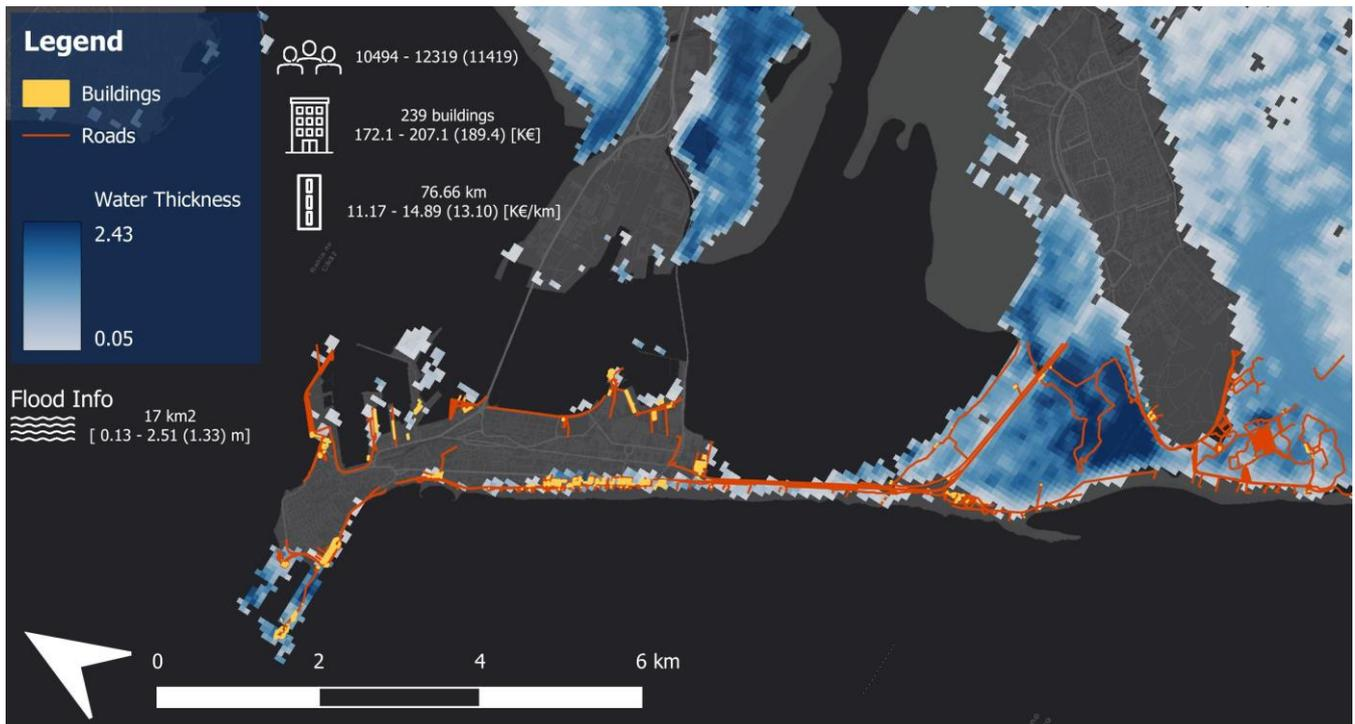 Legend
Buildings
Roads
Water Thickness
2.43
0.05
10494 - 12319 (11419)
239 buildings
172.1 - 207.1 (189.4) [K€]
76.66 km
11.17 - 14.89 (13.10) [K€/km]
Flood Info
17 km2
[ 0.13 - 2.51 (1.33) m]
0
2
4
6 km